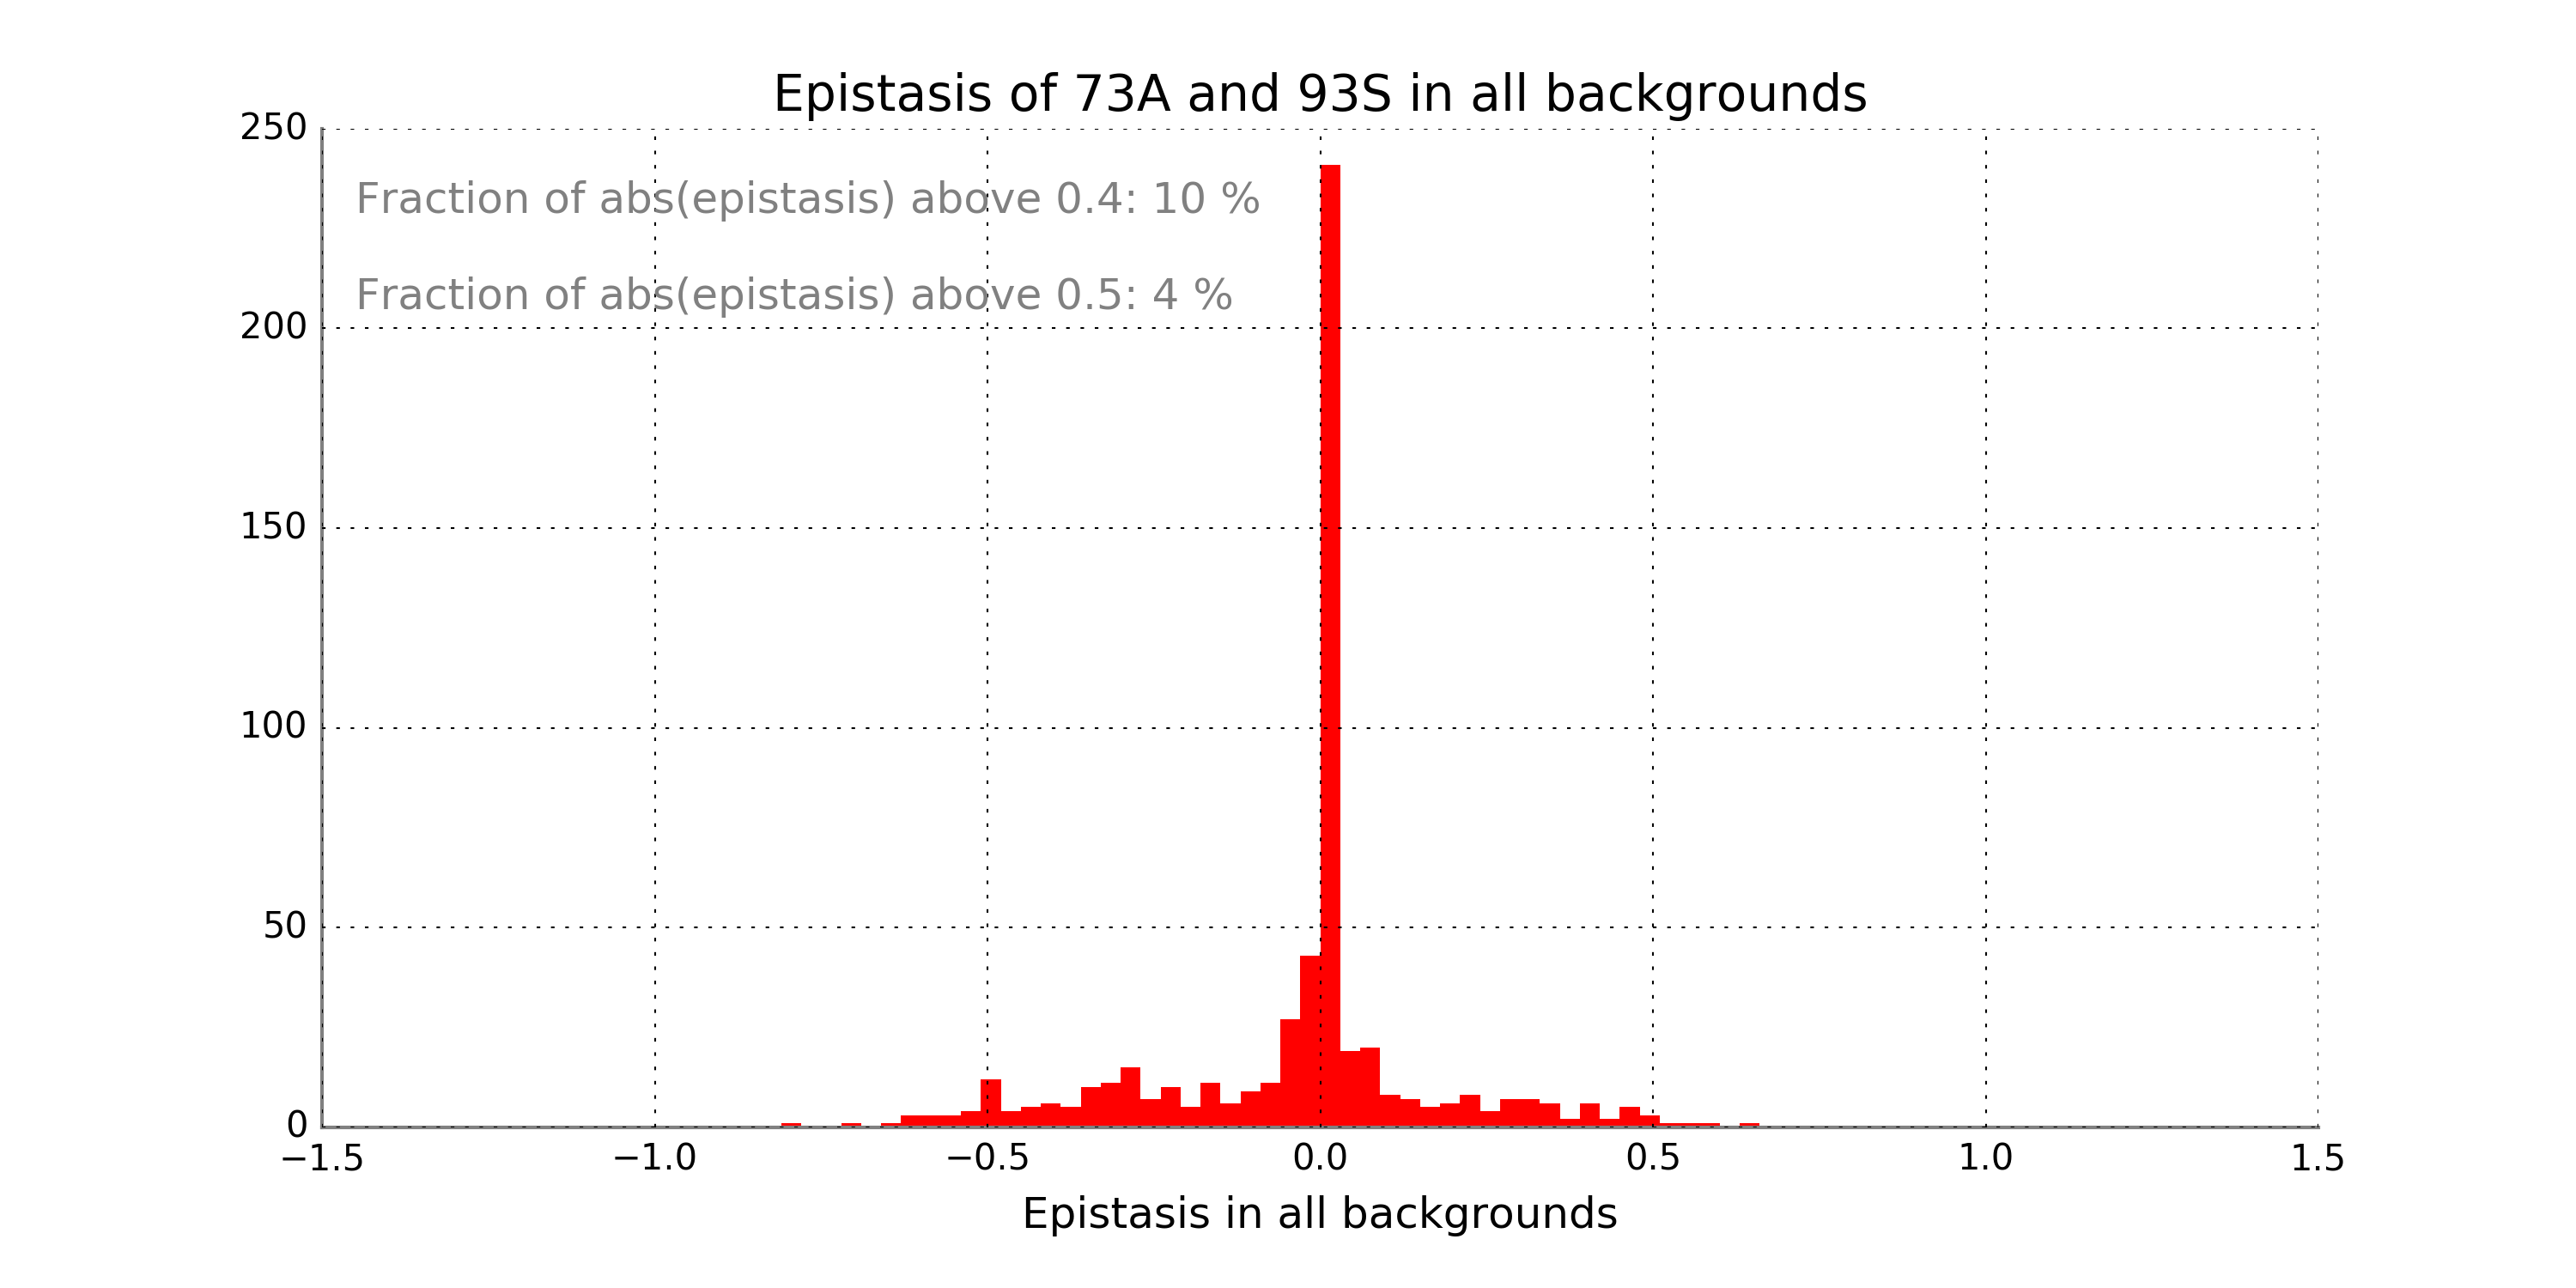 Epistasis of 73A and 93S in all backgrounds
250
Fraction of abs(epistasis) above 0.4: 10 %
Fraction of abs(epistasis) above 0.5: 4 %
200
150
100
50
0
−1.5 −1.0 −0.5 0.0 0.5 1.0 1.5
Epistasis in all backgrounds